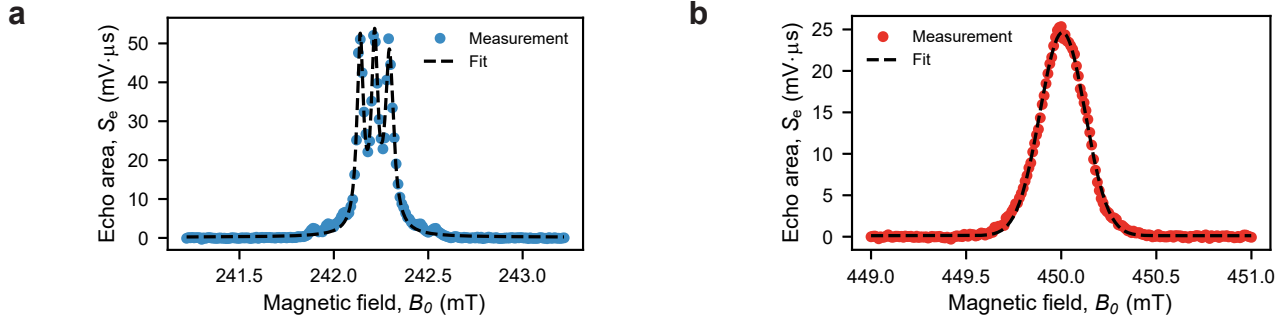 a
50
40
30
20
10
0
Echo area, Sₑ (mV·μs)
Measurement
Fit
241.5 242.0 242.5 243.0
Magnetic field, B₀ (mT)
b
25
20
15
10
5
0
Echo area, Sₑ (mV·μs)
Measurement
Fit
449.0 449.5 450.0 450.5 451.0
Magnetic field, B₀ (mT)